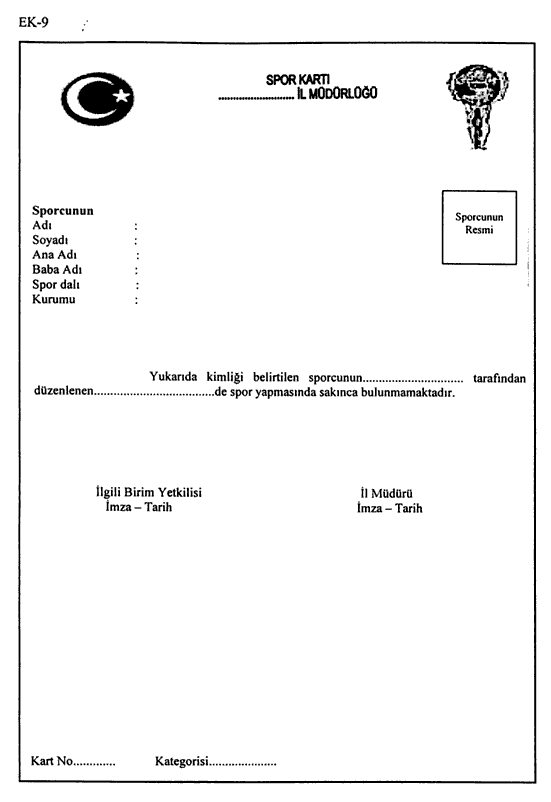 EK-9
SPOR KARTI
........................... İL MÜDÜRLÜĞÜ
Sporcunun
Resmi
Sporcunun
Adı :
Soyadı :
Ana Adı :
Baba Adı :
Spor dalı :
Kurumu :
Yukarıda kimliği belirtilen sporcunun............................... tarafından
düzenlenen.....................................de spor yapmasında sakınca bulunmamaktadır.
İlgili Birim Yetkilisi
İmza – Tarih
İl Müdürü
İmza – Tarih
Kart No............. Kategorisi.....................